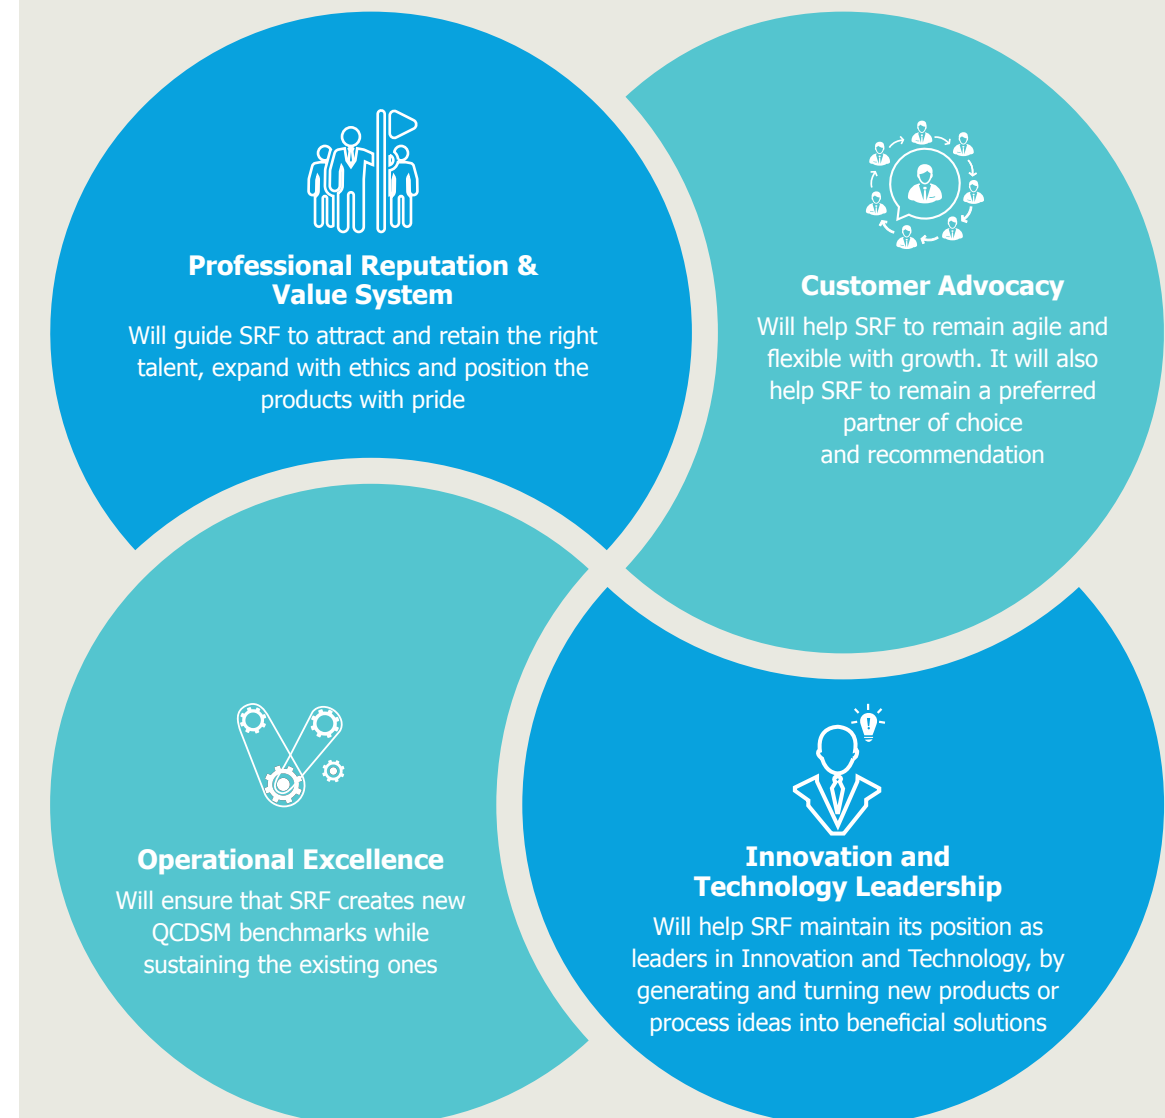 Professional Reputation &
Value System
Will guide SRF to attract and retain the right
talent, expand with ethics and position the
products with pride
Customer Advocacy
Will help SRF to remain agile and
flexible with growth. It will also
help SRF to remain a preferred
partner of choice
and recommendation
Operational Excellence
Will ensure that SRF creates new
QCDSM benchmarks while
sustaining the existing ones
Innovation and
Technology Leadership
Will help SRF maintain its position as
leaders in Innovation and Technology, by
generating and turning new products or
process ideas into beneficial solutions